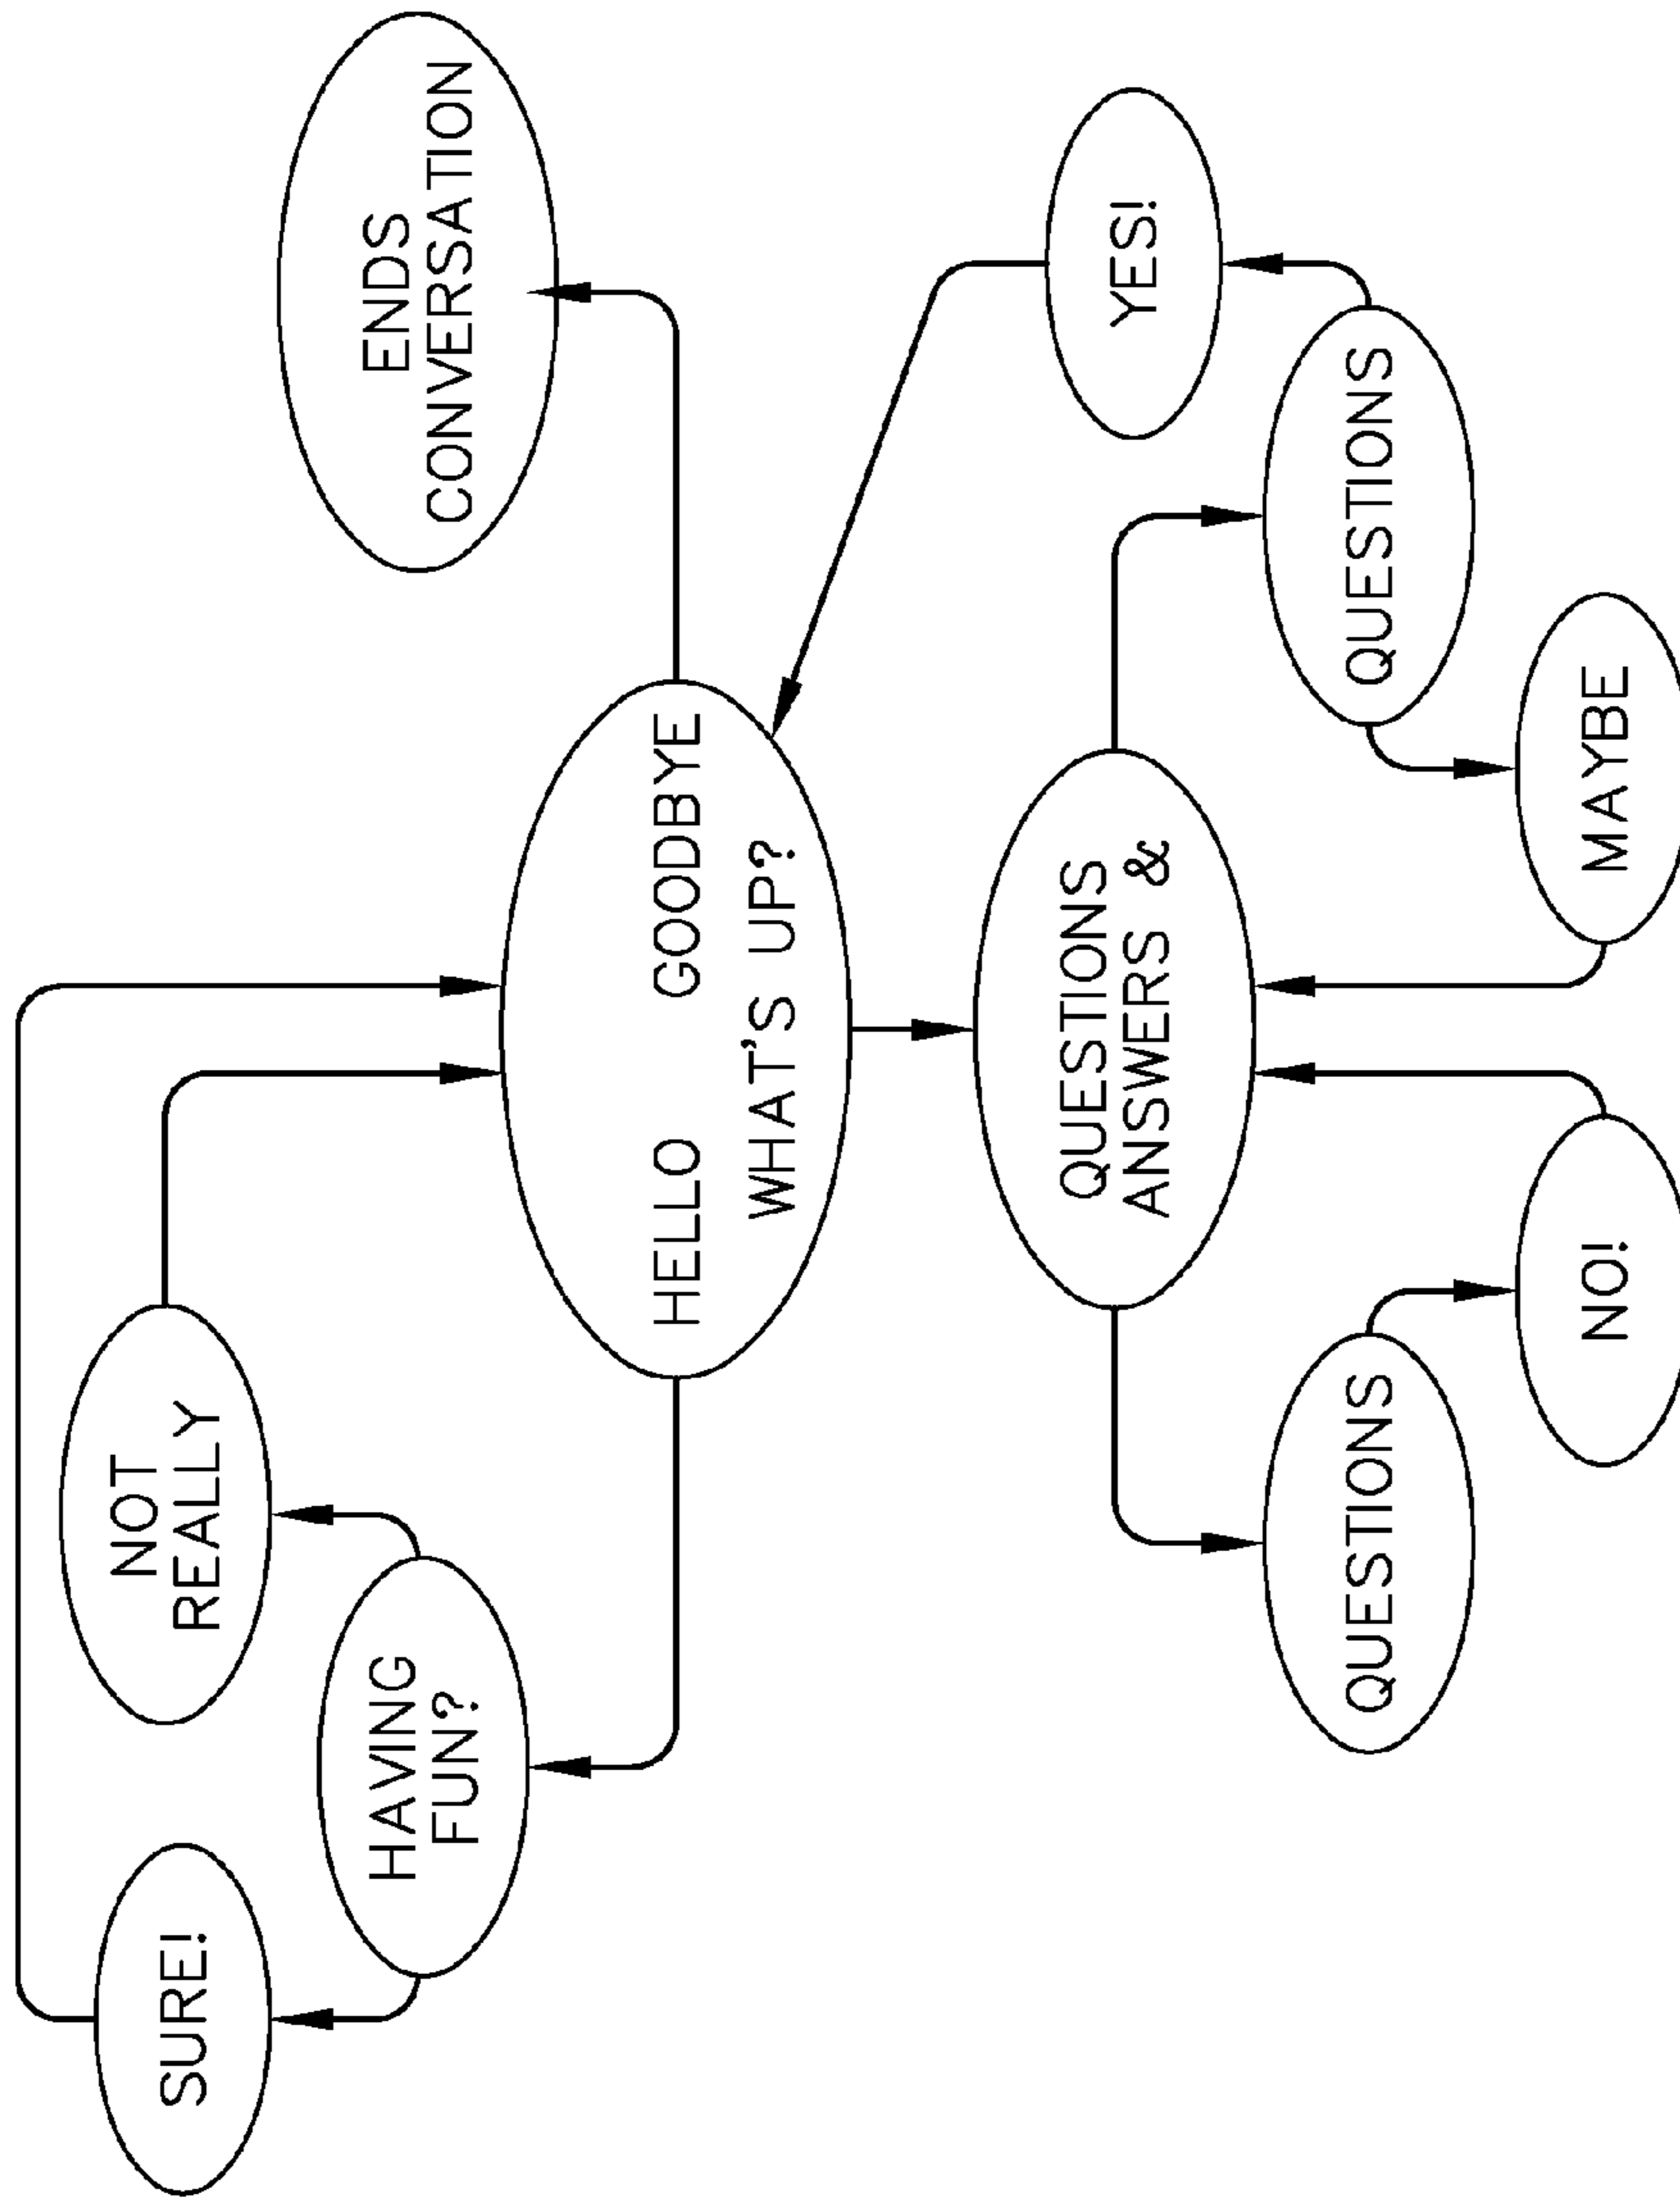 SURE!
NOT
REALLY
HAVING
FUN?
ENDS
CONVERSATION
HELLO GOODBYE
WHAT'S UP?
QUESTIONS
ANSWERS &
YES!
QUESTIONS
QUESTIONS
NO!
MAYBE